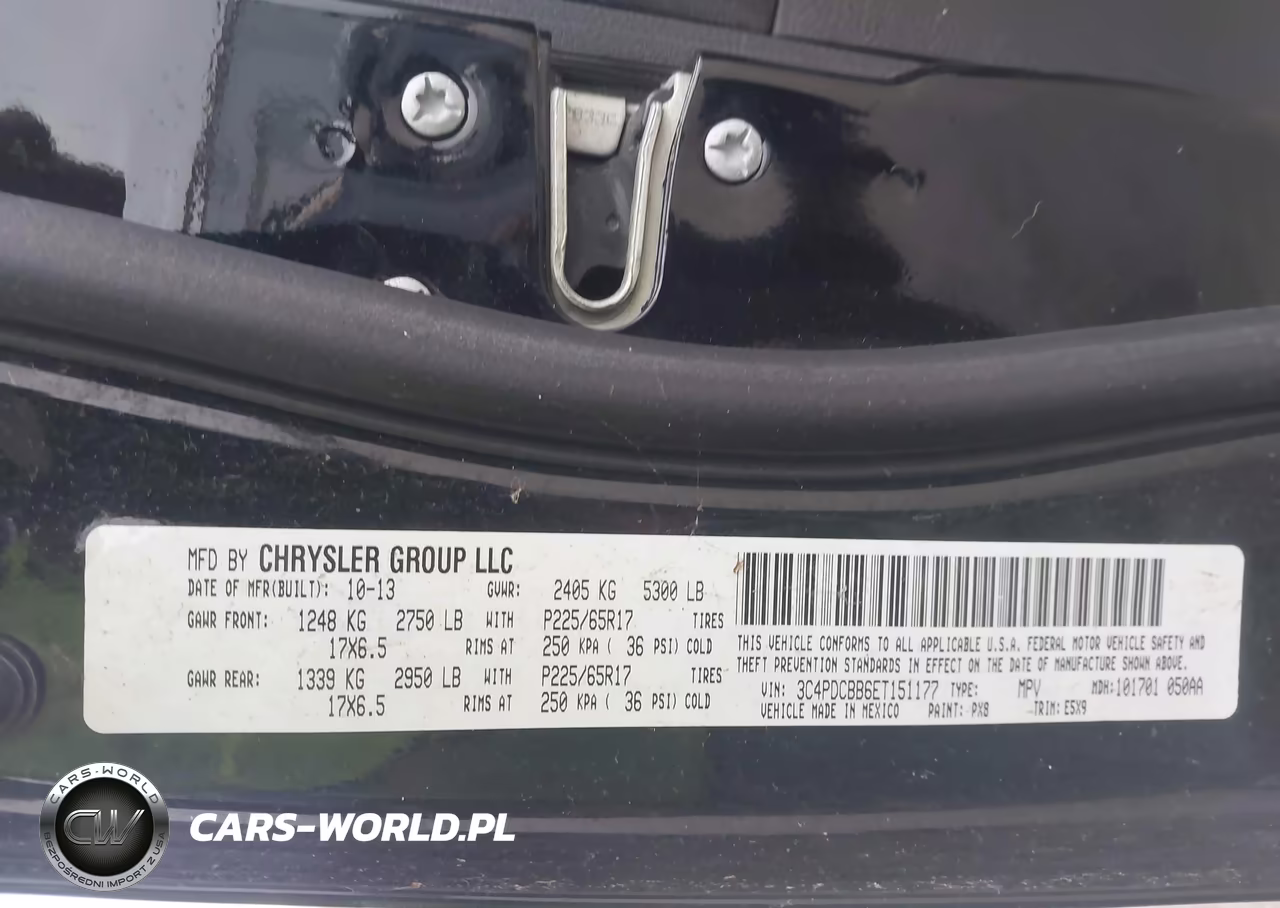 MFD BY CHRYSLER GROUP LLC
DATE OF MFR(BUILT): 10-13 GVWR: 2405 KG 5300 LB
GAWR FRONT: 1248 KG 2750 LB WITH P225/65R17 TIRES
17X6.5 RIMS AT 250 KPA ( 36 PSI) COLD
GAWR REAR: 1339 KG 2950 LB WITH P225/65R17 TIRES
17X6.5 RIMS AT 250 KPA ( 36 PSI) COLD
THIS VEHICLE CONFORMS TO ALL APPLICABLE U.S.A. FEDERAL MOTOR VEHICLE SAFETY AND
THEFT PREVENTION STANDARDS IN EFFECT ON THE DATE OF MANUFACTURE SHOWN ABOVE.
VIN: 3C4PDCBB6ET151177 TYPE: MPV MDH:101701 050AA
VEHICLE MADE IN MEXICO PAINT: PX8 TRIM: E5X9
CARS-WORLD
CW
BEZPOŚREDNI IMPORT Z USA
CARS-WORLD.PL